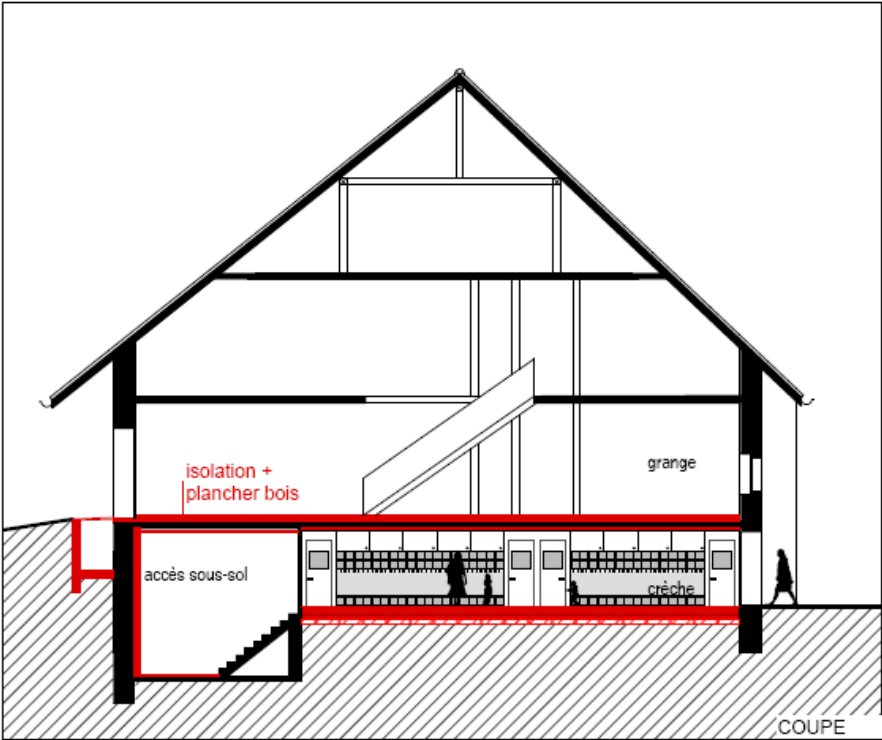 isolation +
plancher bois
grange
accès sous-sol
crèche
COUPE